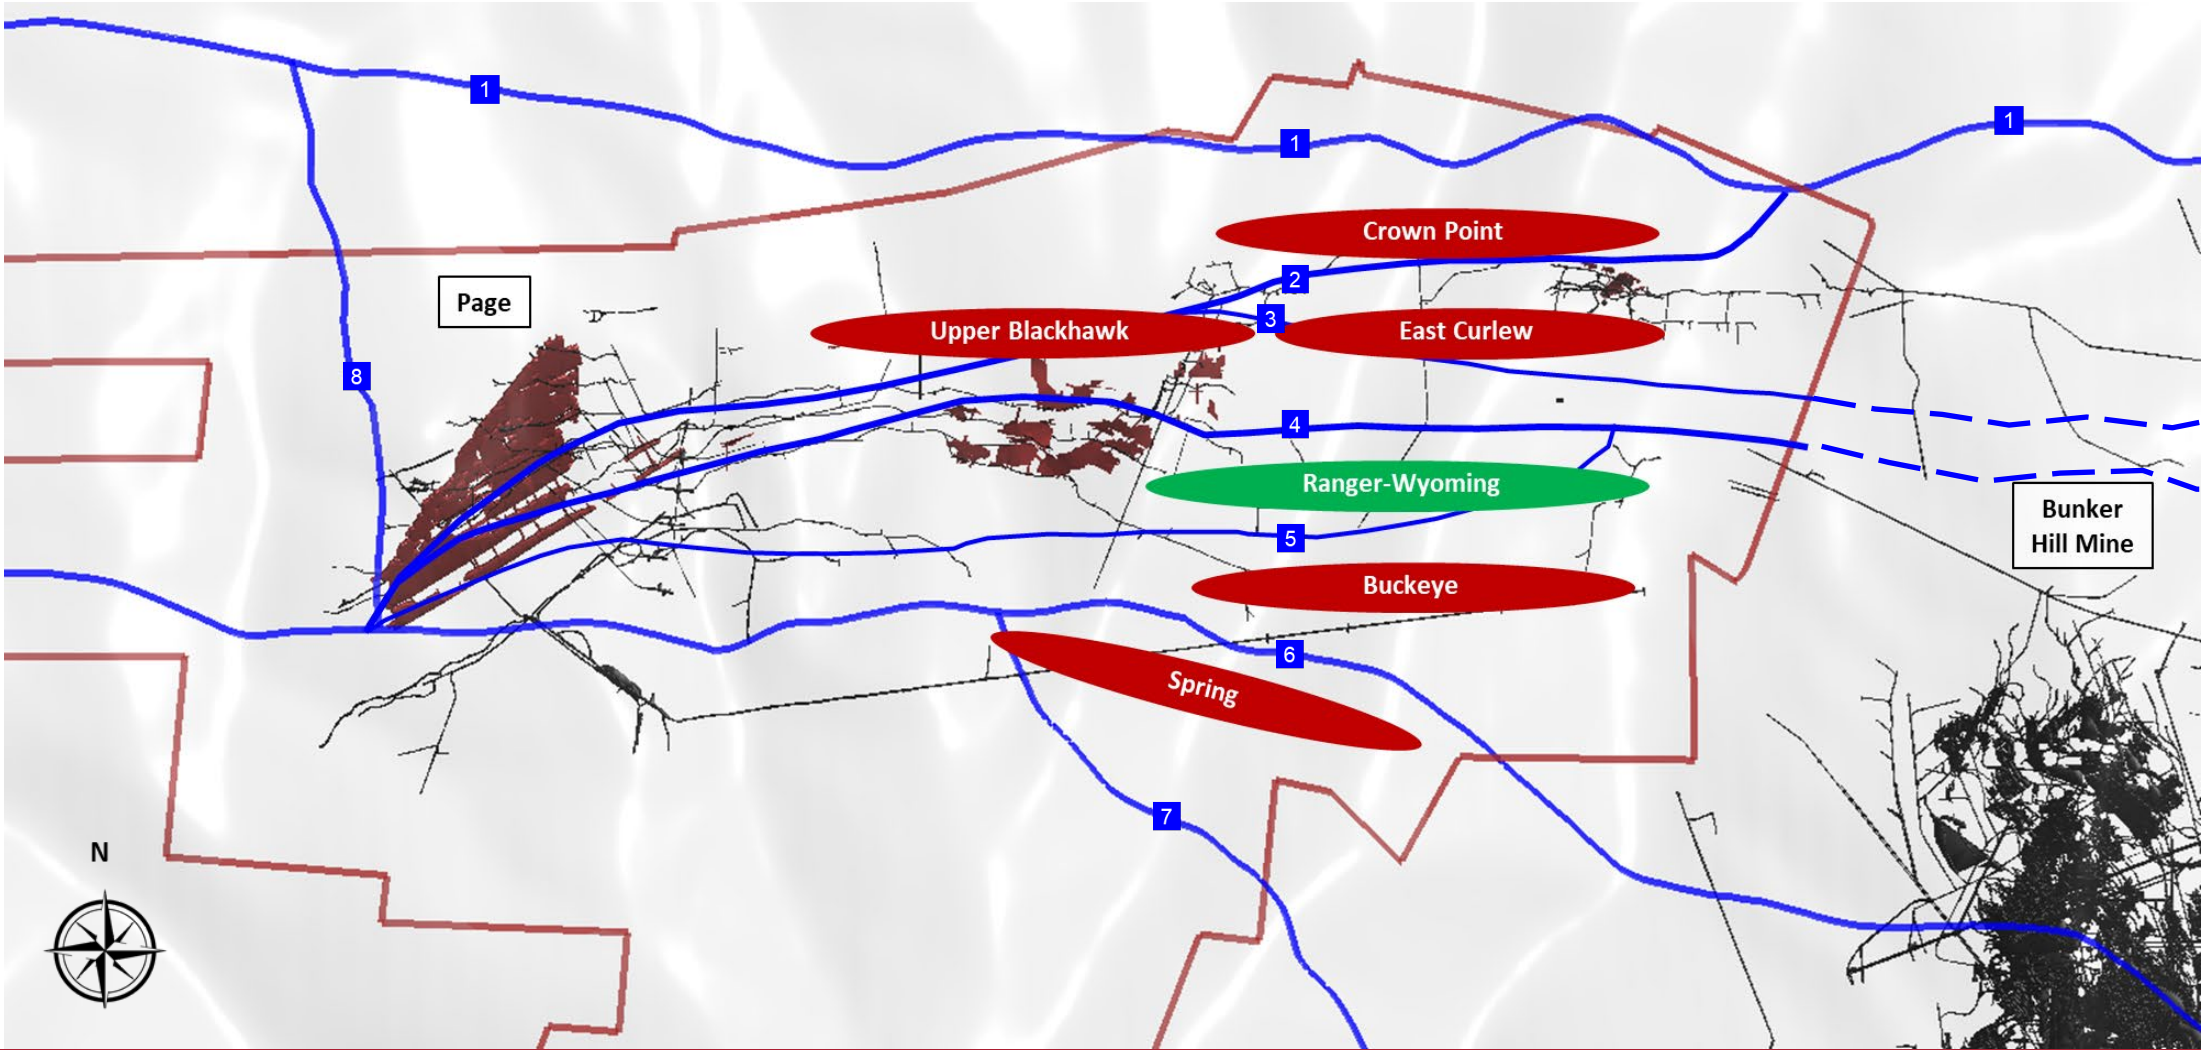 1
1
1
Crown Point
2
Page
3
Upper Blackhawk
East Curlew
8
4
Ranger-Wyoming
Bunker
Hill Mine
5
Buckeye
6
Spring
7
N